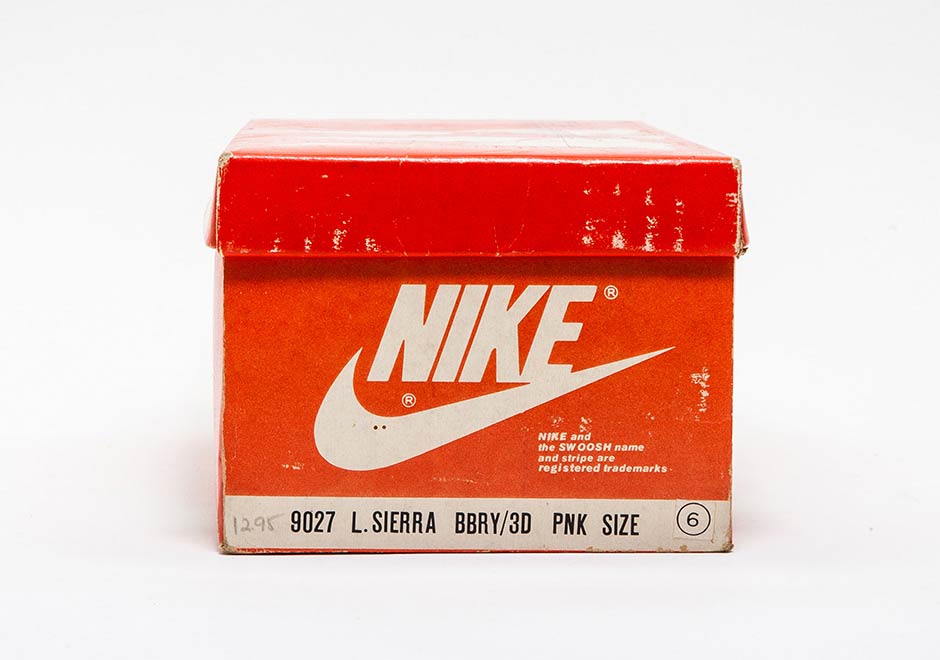 NIKE®
®
NIKE and
the SWOOSH name
and stripe are
registered trademarks
1295 9027 L. SIERRA BBRY/3D PNK SIZE 6